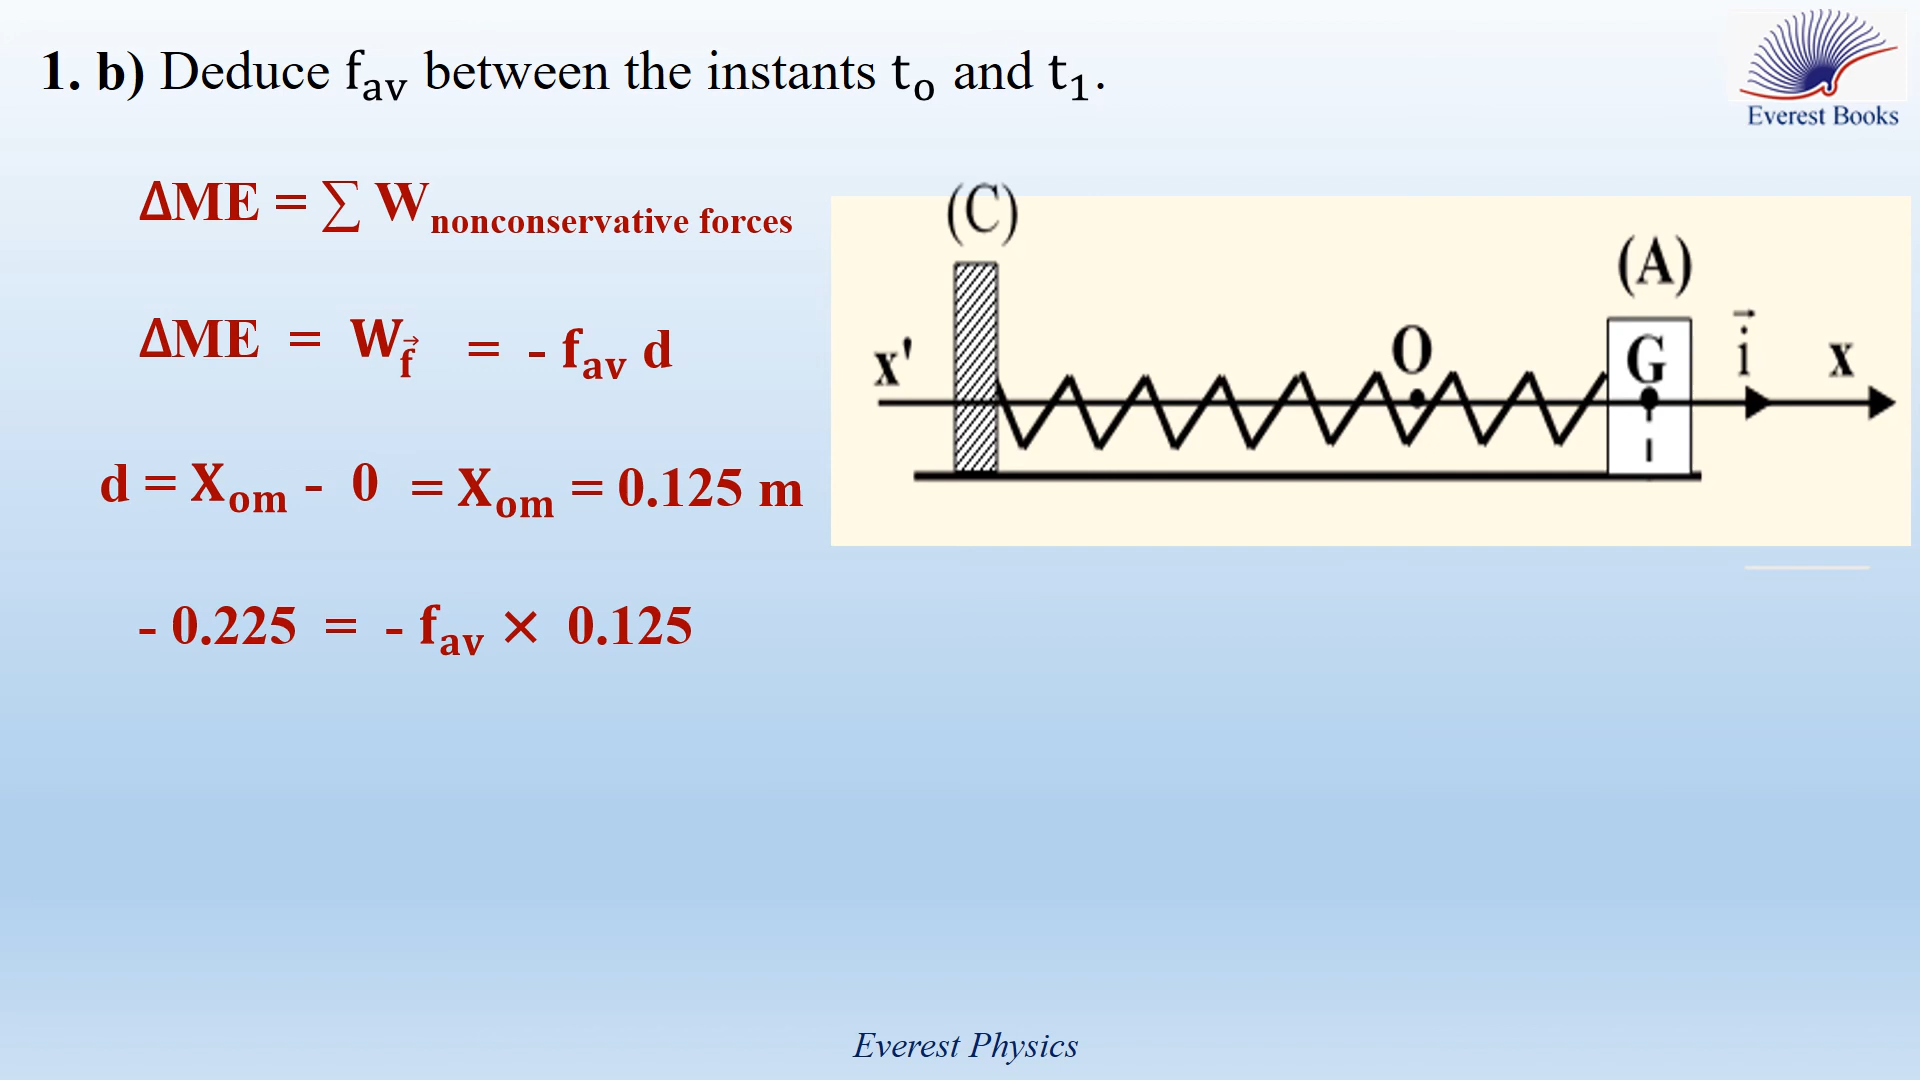 1. b) Deduce fav between the instants to and t1.
Everest Books
ΔME = ∑ W nonconservative forces
ΔME = Wf⃗ = - fav d
d = Xom - 0 = Xom = 0.125 m
- 0.225 = - fav × 0.125
(C)
(A)
x' O G i⃗ x
Everest Physics